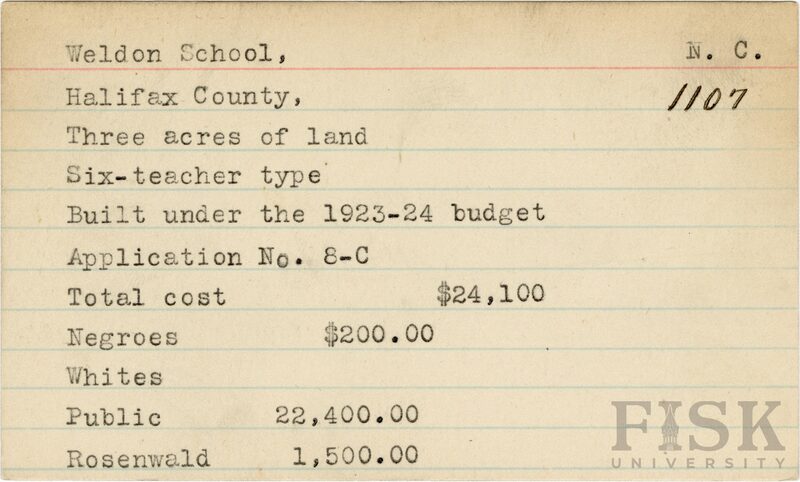 Weldon School, N. C.
Halifax County, 1107
Three acres of land
Six-teacher type
Built under the 1923-24 budget
Application No. 8-C
Total cost $24,100
Negroes $200.00
Whites
Public 22,400.00
Rosenwald 1,500.00
FISK
UNIVERSITY